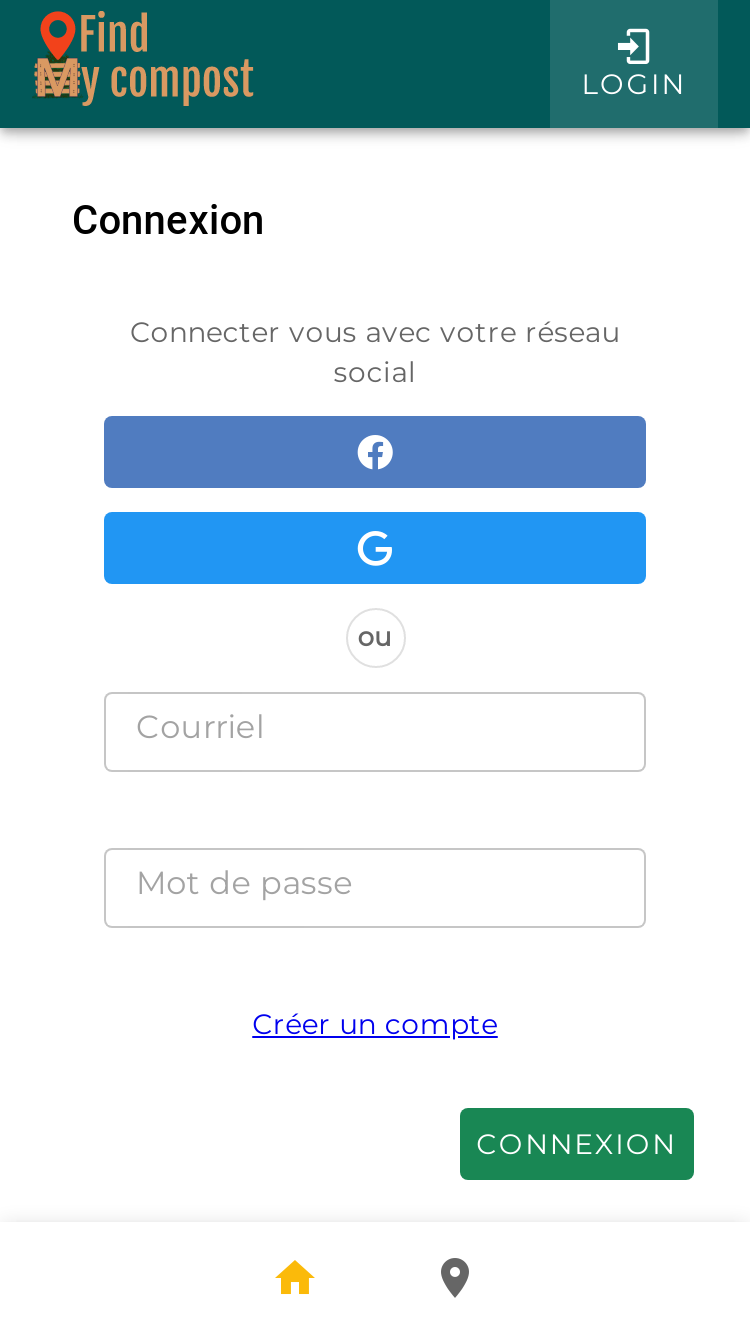 Find
My compost
LOGIN
Connexion
Connecter vous avec votre réseau
social
ou
Courriel
Mot de passe
Créer un compte
CONNEXION